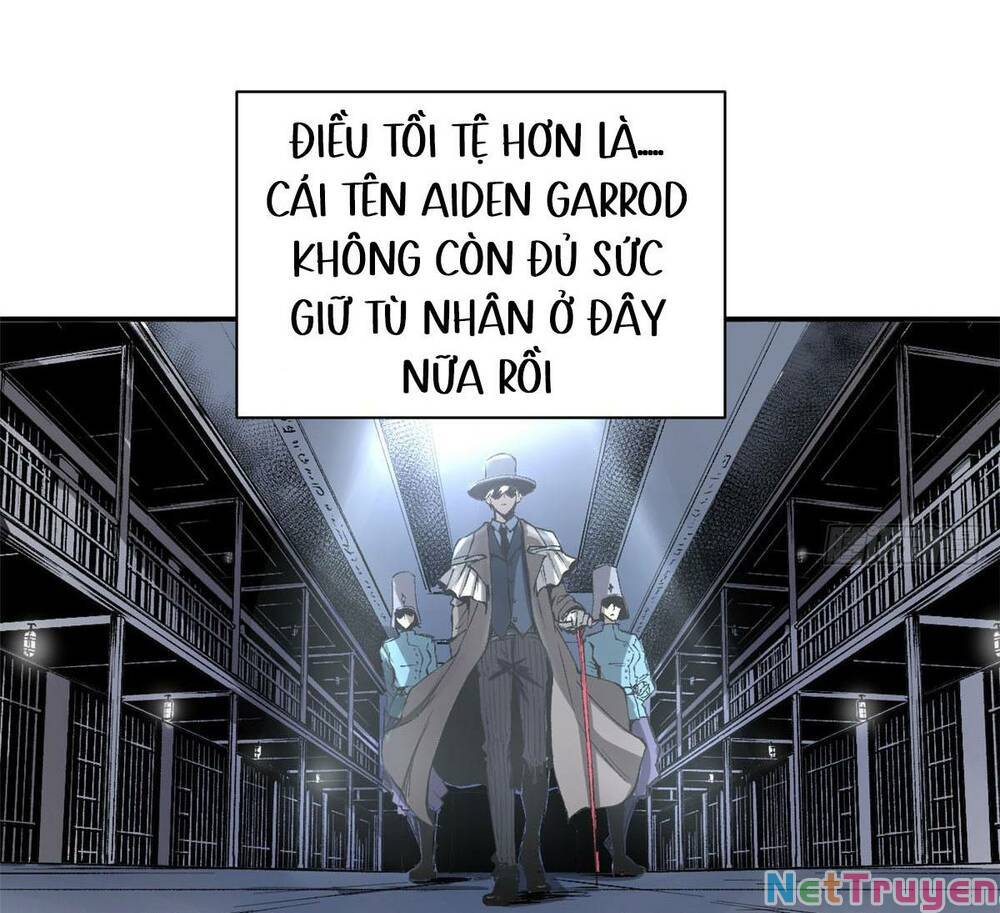 ĐIỀU TỒI TỆ HƠN LÀ.....
CÁI TÊN AIDEN GARROD
KHÔNG CÒN ĐỦ SỨC
GIỮ TÙ NHÂN Ở ĐÂY
NỮA RỒI
NetTruyen